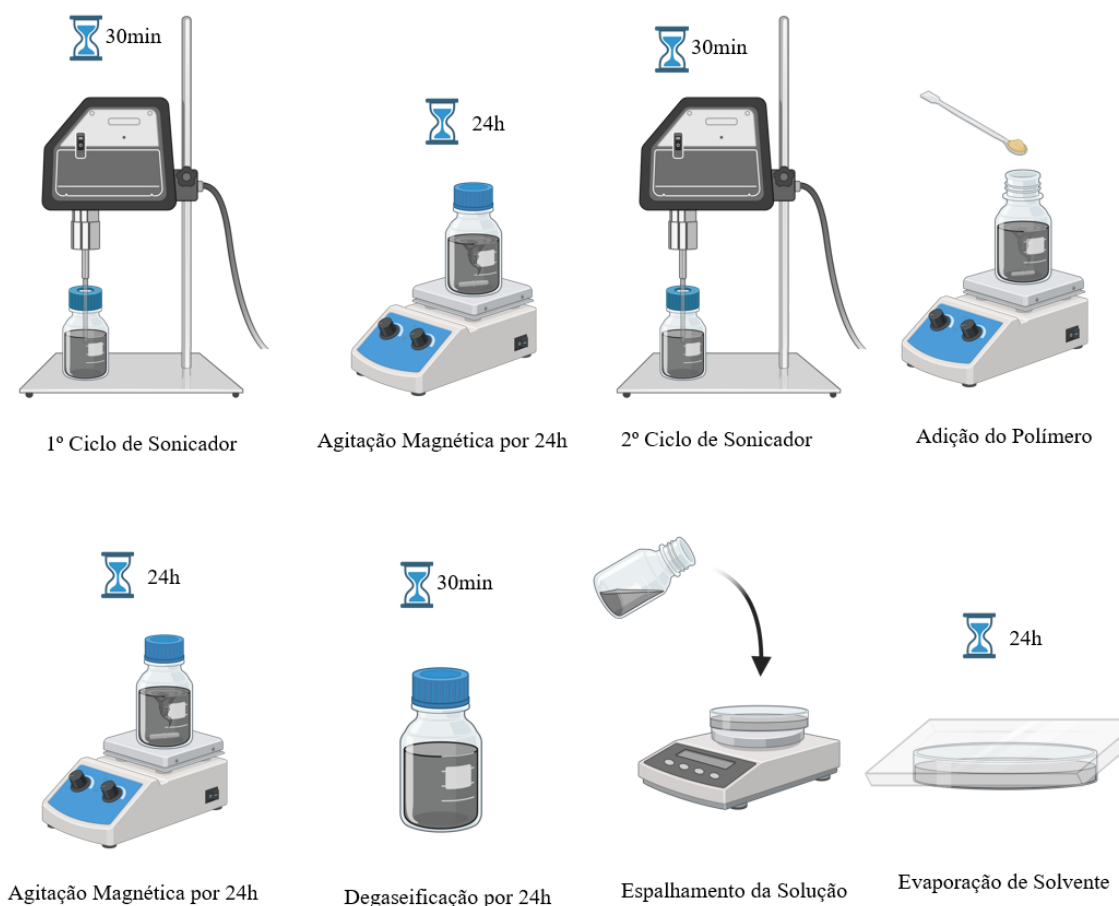 30min
24h
30min
1º Ciclo de Sonicador
Agitação Magnética por 24h
2º Ciclo de Sonicador
Adição do Polímero
24h
30min
24h
Agitação Magnética por 24h
Degaseificação por 24h
Espalhamento da Solução
Evaporação de Solvente